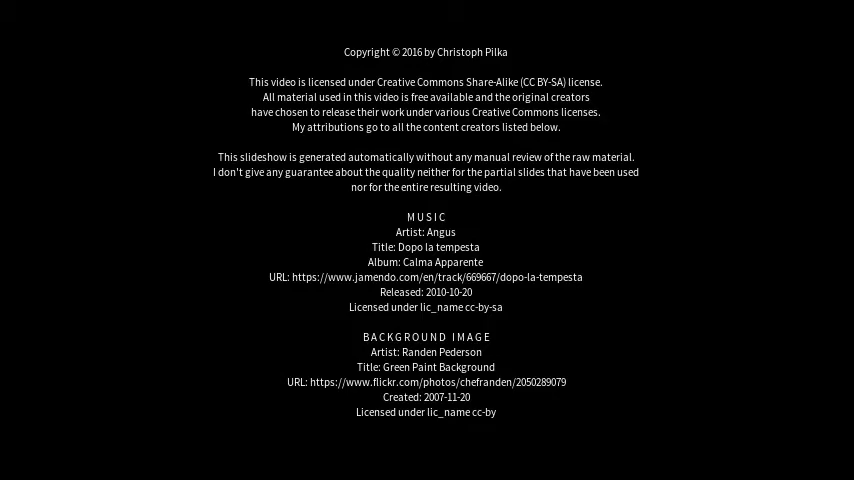 Copyright © 2016 by Christoph Pilka
This video is licensed under Creative Commons Share-Alike (CC BY-SA) license.
All material used in this video is free available and the original creators
have chosen to release their work under various Creative Commons licenses.
My attributions go to all the content creators listed below.
This slideshow is generated automatically without any manual review of the raw material.
I don't give any guarantee about the quality neither for the partial slides that have been used
nor for the entire resulting video.
MUSIC
Artist: Angus
Title: Dopo la tempesta
Album: Calma Apparente
URL: https://www.jamendo.com/en/track/669667/dopo-la-tempesta
Released: 2010-10-20
Licensed under lic_name cc-by-sa
BACKGROUND IMAGE
Artist: Randen Pederson
Title: Green Paint Background
URL: https://www.flickr.com/photos/chefranden/2050289079
Created: 2007-11-20
Licensed under lic_name cc-by